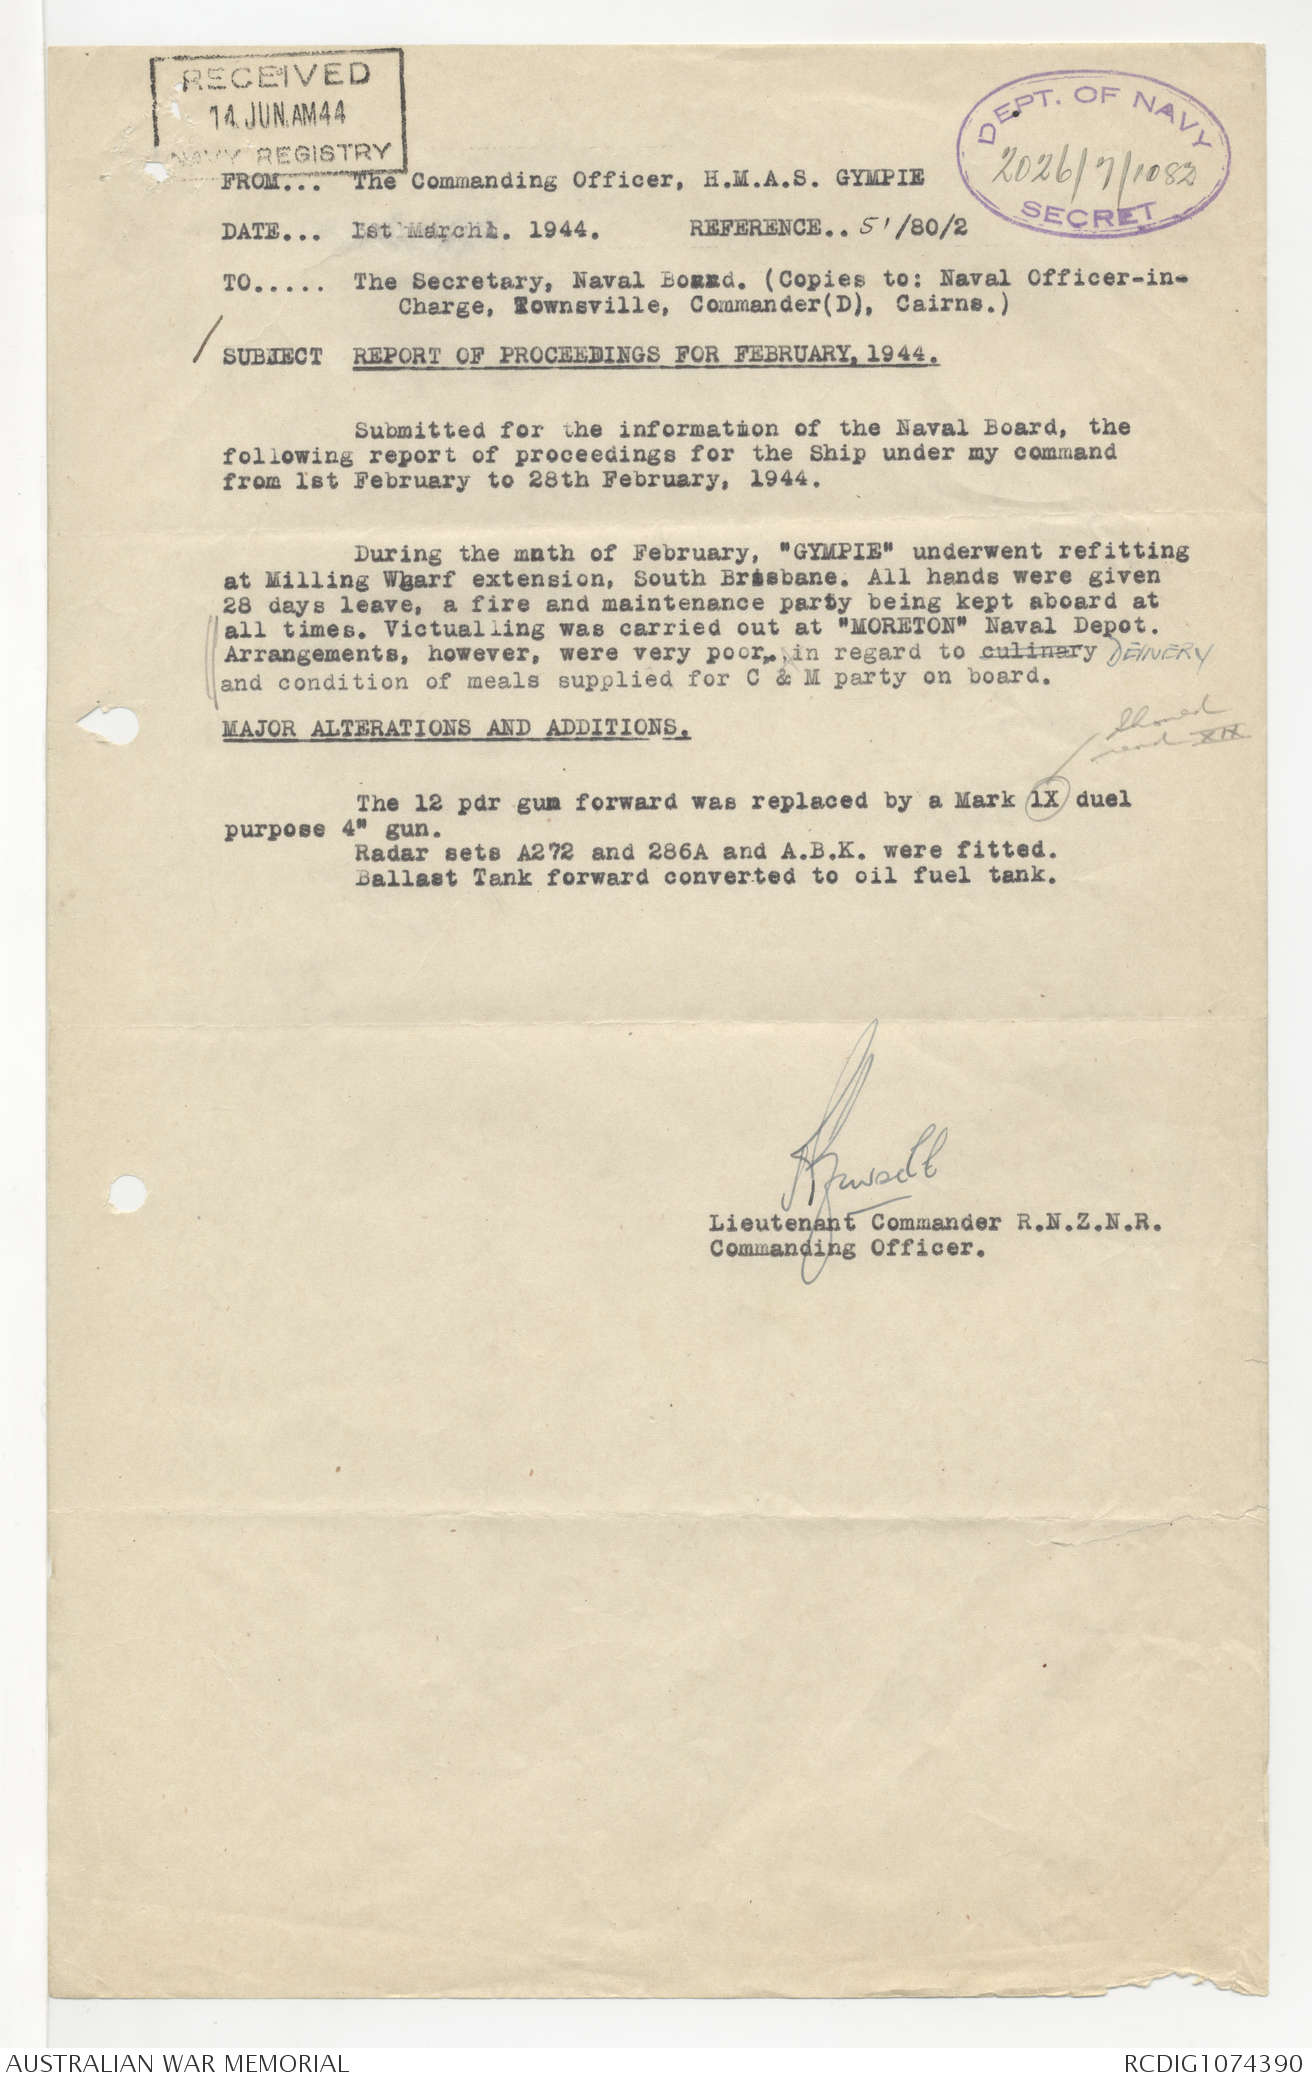 RECEIVED
14 JUN. AM 44
NAVY REGISTRY
DEPT. OF NAVY
2026/7/1082
SECRET
FROM... The Commanding Officer, H.M.A.S. GYMPIE
DATE... 1st March. 1944. REFERENCE.. 51/80/2
TO..... The Secretary, Naval Board. (Copies to: Naval Officer-in-
Charge, Townsville, Commander(D), Cairns.)
/ SUBJECT REPORT OF PROCEEDINGS FOR FEBRUARY, 1944.
Submitted for the information of the Naval Board, the
following report of proceedings for the Ship under my command
from 1st February to 28th February, 1944.
During the mnth of February, "GYMPIE" underwent refitting
at Milling Wharf extension, South Brisbane. All hands were given
28 days leave, a fire and maintenance party being kept aboard at
all times. Victualling was carried out at "MORETON" Naval Depot.
Arrangements, however, were very poor, in regard to culinary DEINERY
and condition of meals supplied for C & M party on board.
MAJOR ALTERATIONS AND ADDITIONS.
Should
read XIX
The 12 pdr gun forward was replaced by a Mark 1X duel
purpose 4" gun.
Radar sets A272 and 286A and A.B.K. were fitted.
Ballast Tank forward converted to oil fuel tank.
Lieutenant Commander R.N.Z.N.R.
Commanding Officer.
AUSTRALIAN WAR MEMORIAL
RCDIG1074390